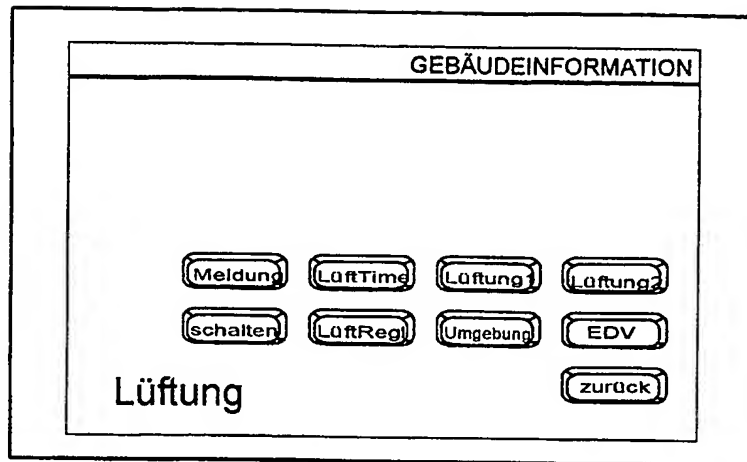 GEBÄUDEINFORMATION
Meldung LüftTime Lüftung1 Lüftung2
schalten LüftRegl Umgebung EDV
Lüftung zurück